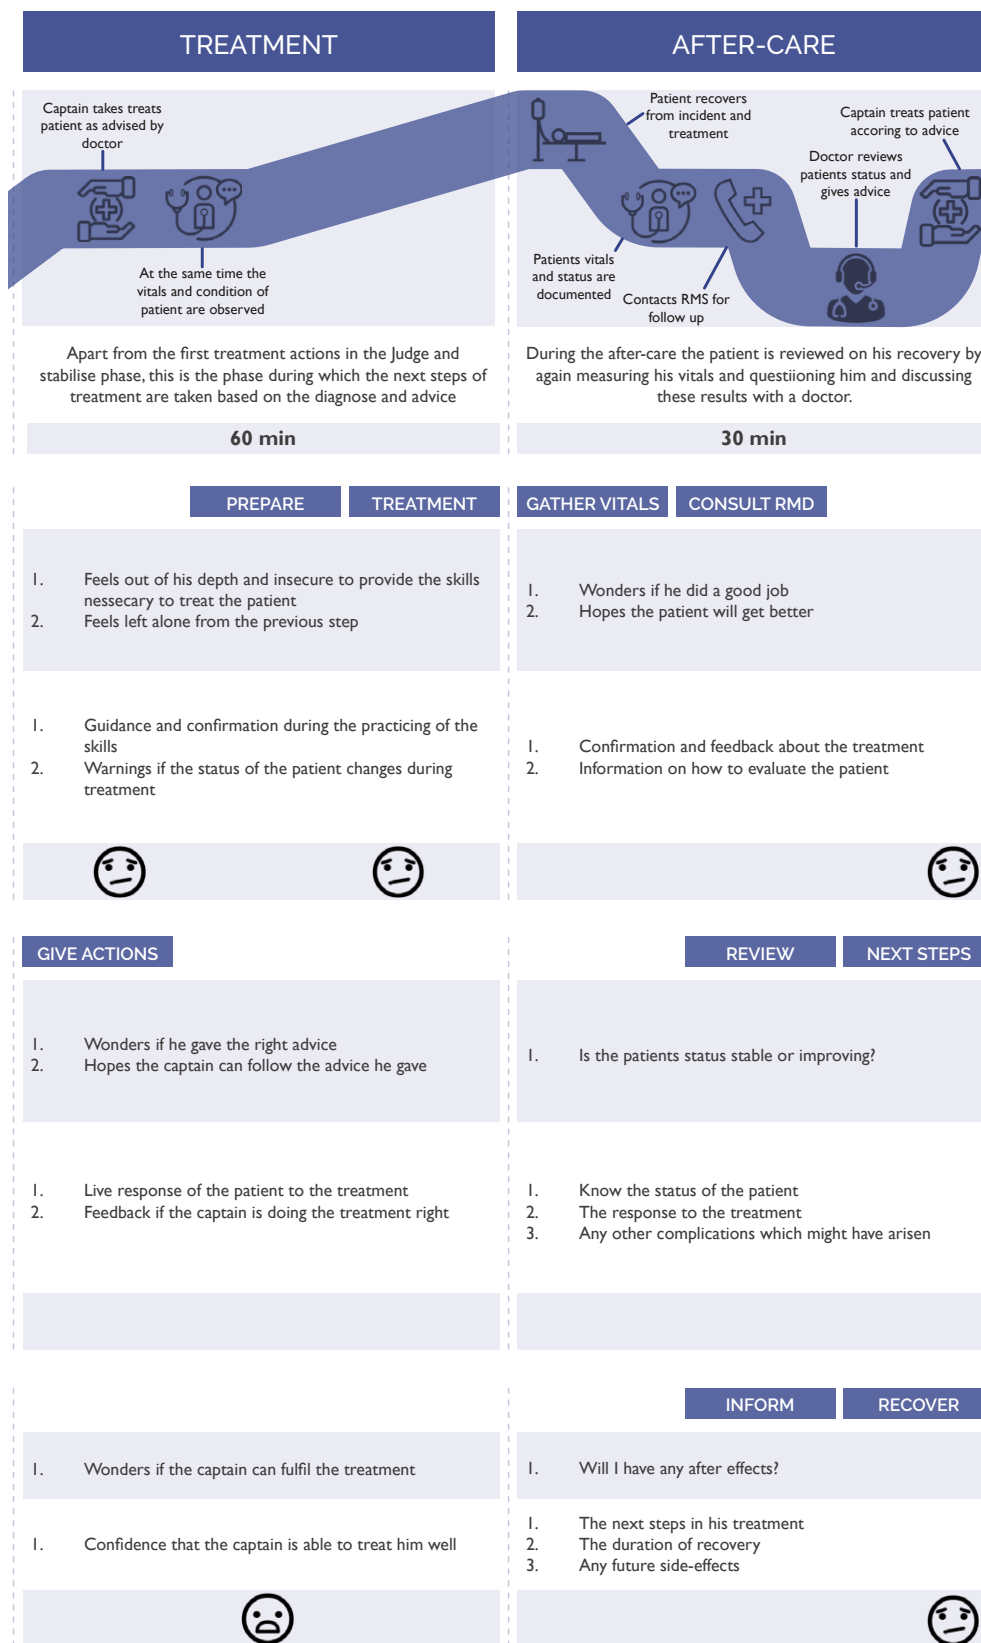 TREATMENT
AFTER-CARE
Captain takes treats
patient as advised by
doctor
At the same time the
vitals and condition of
patient are observed
Patient recovers
from incident and
treatment
Captain treats patient
accoring to advice
Doctor reviews
patients status and
gives advice
Patients vitals
and status are
documented
Contacts RMS for
follow up
Apart from the first treatment actions in the Judge and
stabilise phase, this is the phase during which the next steps of
treatment are taken based on the diagnose and advice
During the after-care the patient is reviewed on his recovery by
again measuring his vitals and questiioning him and discussing
these results with a doctor.
60 min
30 min
PREPARE
TREATMENT
GATHER VITALS
CONSULT RMD
1. Feels out of his depth and insecure to provide the skills
nessecary to treat the patient
2. Feels left alone from the previous step
1. Wonders if he did a good job
2. Hopes the patient will get better
1. Guidance and confirmation during the practicing of the
skills
2. Warnings if the status of the patient changes during
treatment
1. Confirmation and feedback about the treatment
2. Information on how to evaluate the patient
GIVE ACTIONS
REVIEW
NEXT STEPS
1. Wonders if he gave the right advice
2. Hopes the captain can follow the advice he gave
1. Is the patients status stable or improving?
1. Live response of the patient to the treatment
2. Feedback if the captain is doing the treatment right
1. Know the status of the patient
2. The response to the treatment
3. Any other complications which might have arisen
INFORM
RECOVER
1. Wonders if the captain can fulfil the treatment
1. Will I have any after effects?
1. Confidence that the captain is able to treat him well
1. The next steps in his treatment
2. The duration of recovery
3. Any future side-effects